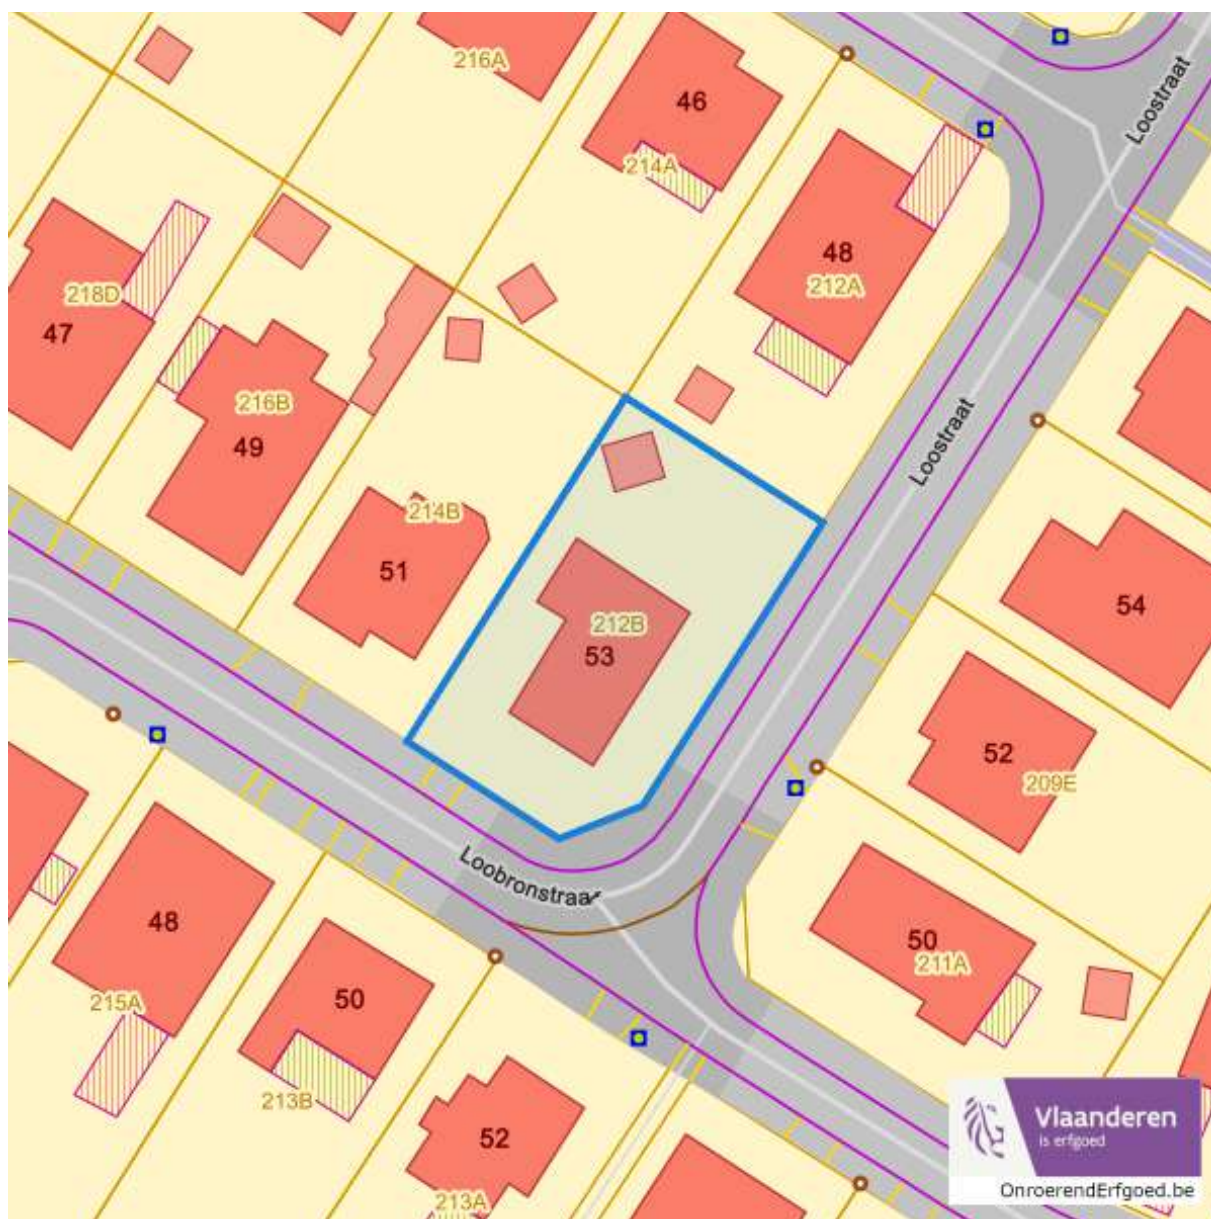 216A
46
Loostraat
214A
48
212A
218D
47
216B
49
Loostraat
214B
51
212B
53
54
52
209E
Loobronstraat
48
50
211A
215A
50
213B
52
213A
Vlaanderen
is erfgoed
OnroerendErfgoed.be